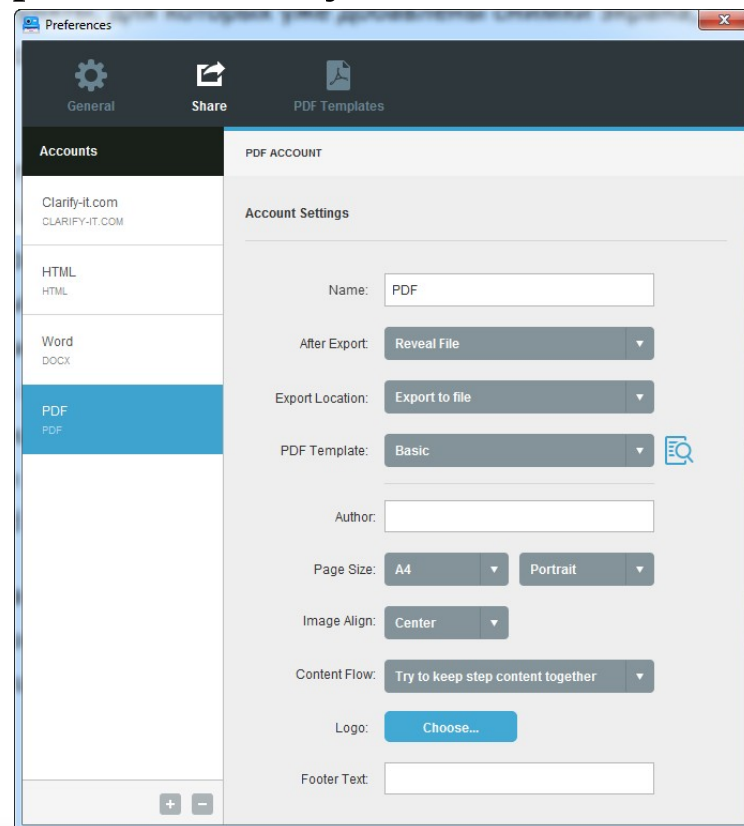 Preferences
General Share PDF Templates
Accounts
PDF ACCOUNT
Clarify-it.com
CLARIFY-IT.COM
Account Settings
HTML
HTML
Name: PDF
Word
DOCX
After Export: Reveal File
PDF
PDF
Export Location: Export to file
PDF Template: Basic
Author:
Page Size: A4 Portrait
Image Align: Center
Content Flow: Try to keep step content together
Logo: Choose...
Footer Text: